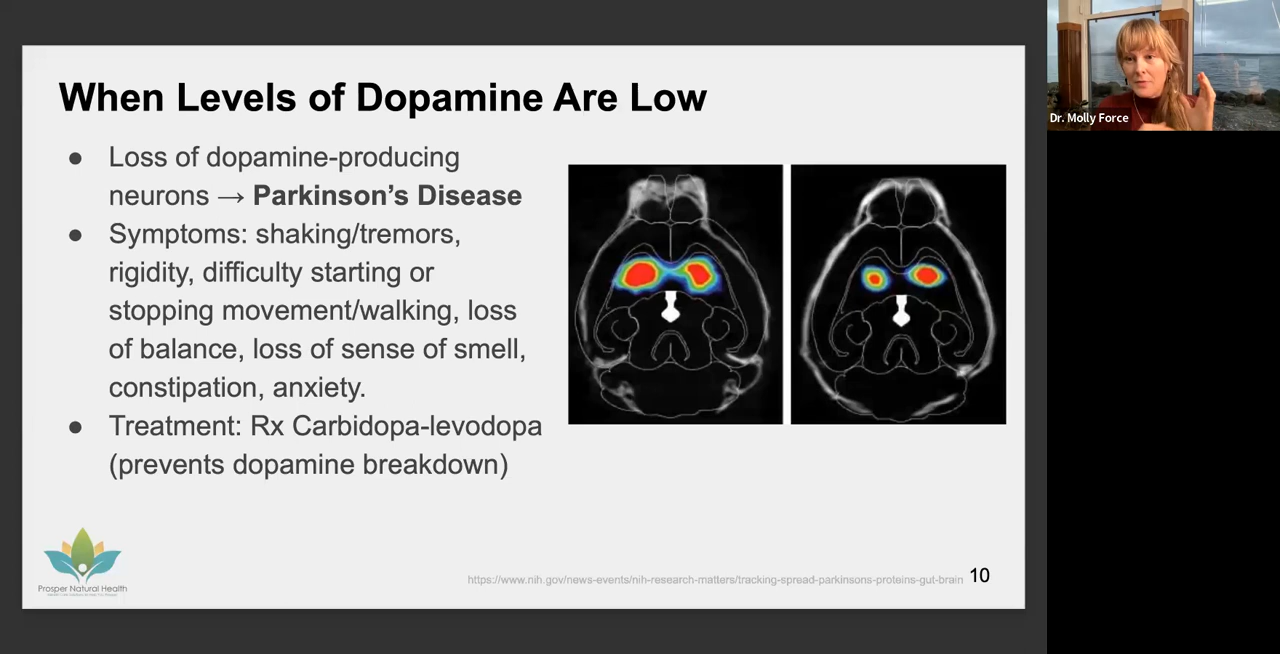 When Levels of Dopamine Are Low
● Loss of dopamine-producing
neurons → Parkinson's Disease
● Symptoms: shaking/tremors,
rigidity, difficulty starting or
stopping movement/walking, loss
of balance, loss of sense of smell,
constipation, anxiety.
● Treatment: Rx Carbidopa-levodopa
(prevents dopamine breakdown)
Prosper Natural Health
https://www.nih.gov/news-events/nih-research-matters/tracking-spread-parkinsons-proteins-gut-brain
10
Dr. Molly Force